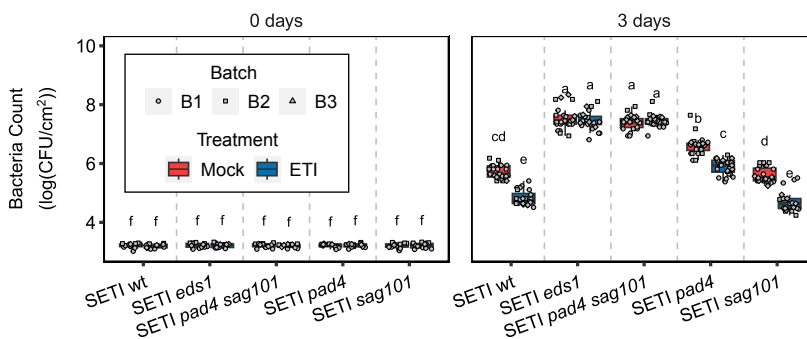 0 days
3 days
Bacteria Count
(log(CFU/cm²))
10
8
6
4
Batch
B1 B2 B3
Treatment
Mock ETI
f f f f f f f f f f
cd e a a a a b c d e
SETI wt
SETI eds1
SETI pad4 sag101
SETI pad4
SETI sag101
SETI wt
SETI eds1
SETI pad4 sag101
SETI pad4
SETI sag101